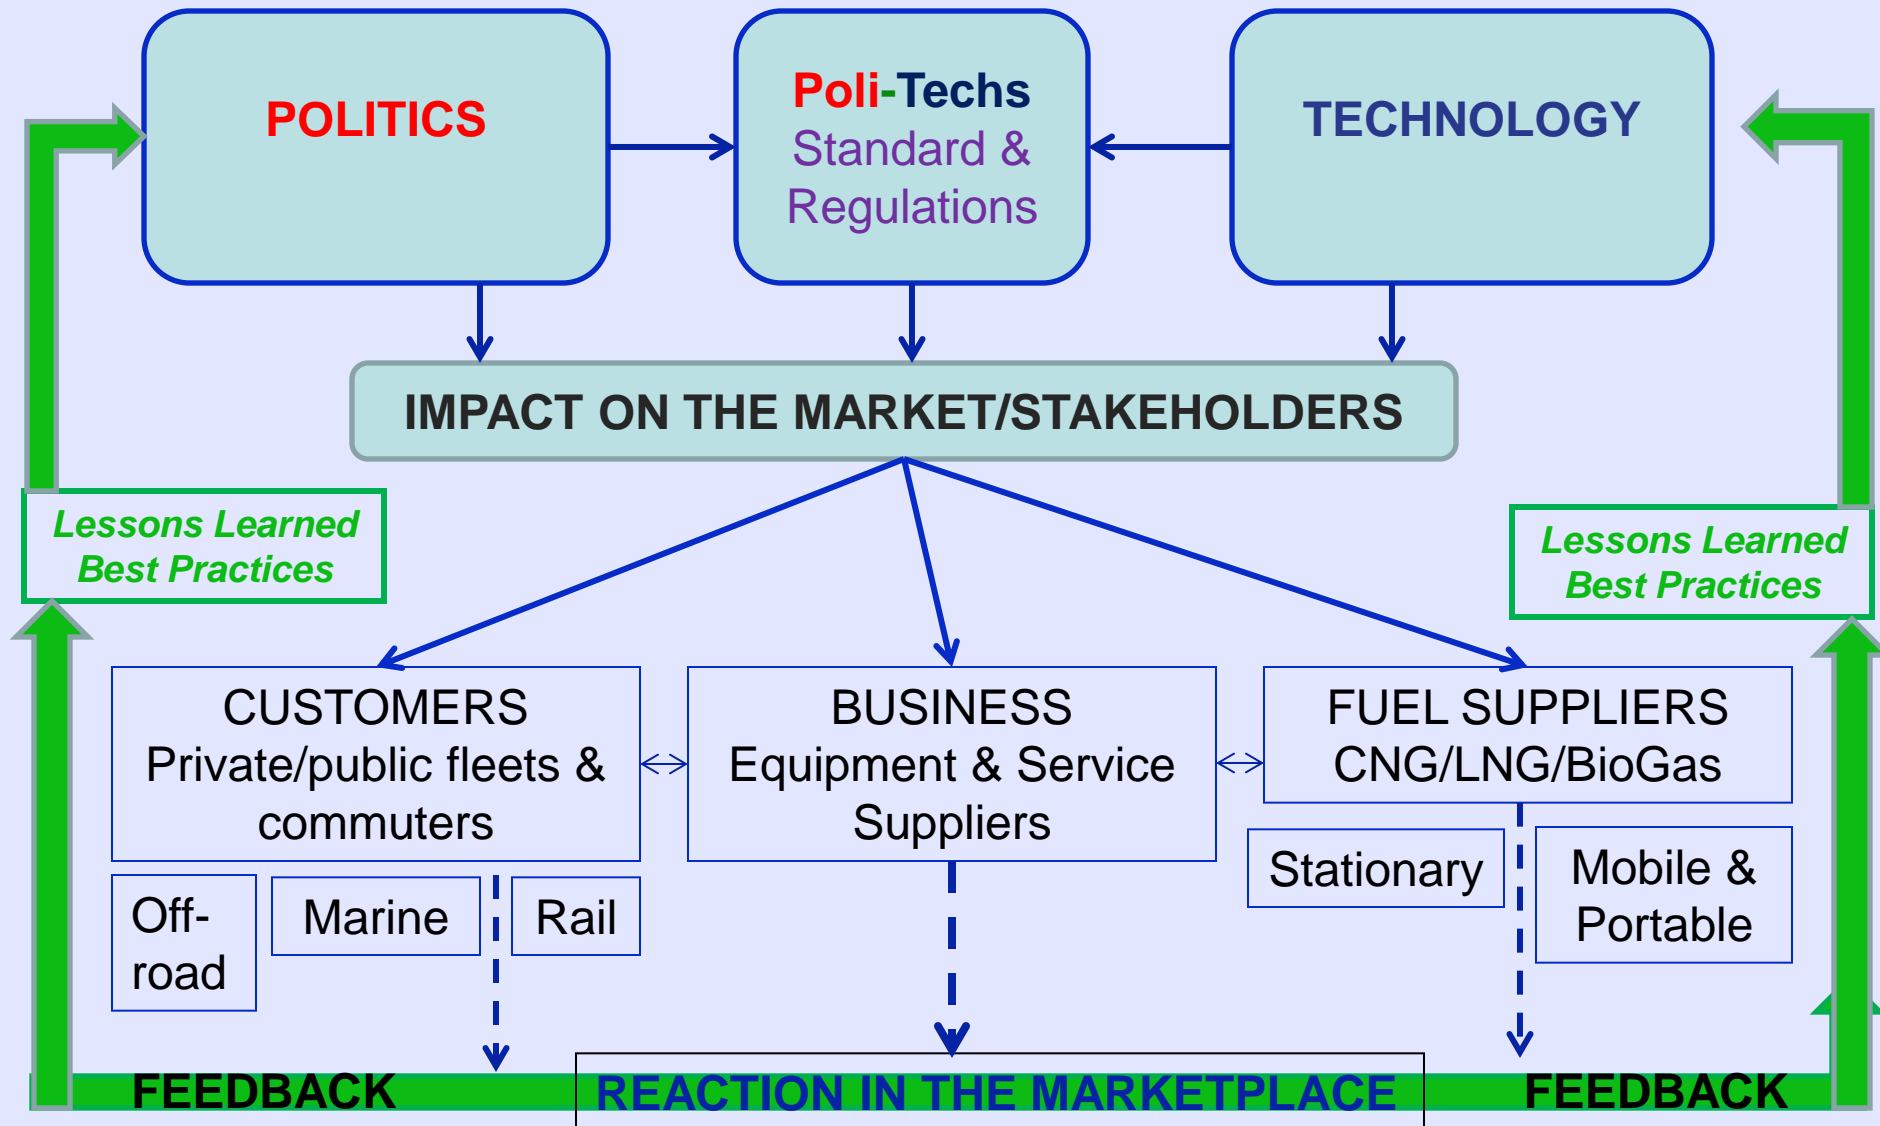 POLITICS
Poli-Techs
Standard &
Regulations
TECHNOLOGY
IMPACT ON THE MARKET/STAKEHOLDERS
Lessons Learned
Best Practices
Lessons Learned
Best Practices
CUSTOMERS
Private/public fleets &
commuters
BUSINESS
Equipment & Service
Suppliers
FUEL SUPPLIERS
CNG/LNG/BioGas
Off-
road
Marine
Rail
Stationary
Mobile &
Portable
FEEDBACK
REACTION IN THE MARKETPLACE
FEEDBACK